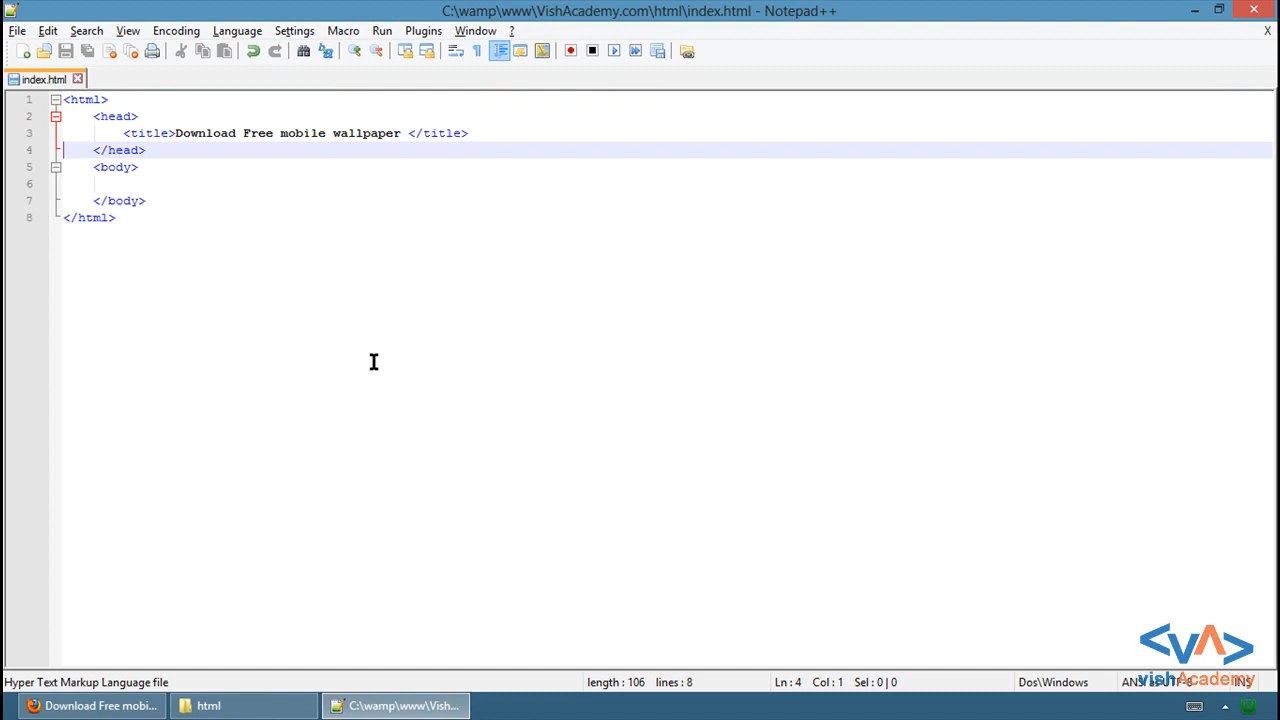 C:\wamp\www\VishAcademy.com\html\index.html - Notepad++
File Edit Search View Encoding Language Settings Macro Run Plugins Window ? X
index.html
1 <html>
2 <head>
3 <title>Download Free mobile wallpaper </title>
4 </head>
5 <body>
6
7 </body>
8 </html>
<VA>
vishAcademy
Hyper Text Markup Language file length : 106 lines : 8 Ln : 4 Col : 1 Sel : 0 | 0 Dos\Windows INS
Download Free mobi... html C:\wamp\www\Vish...